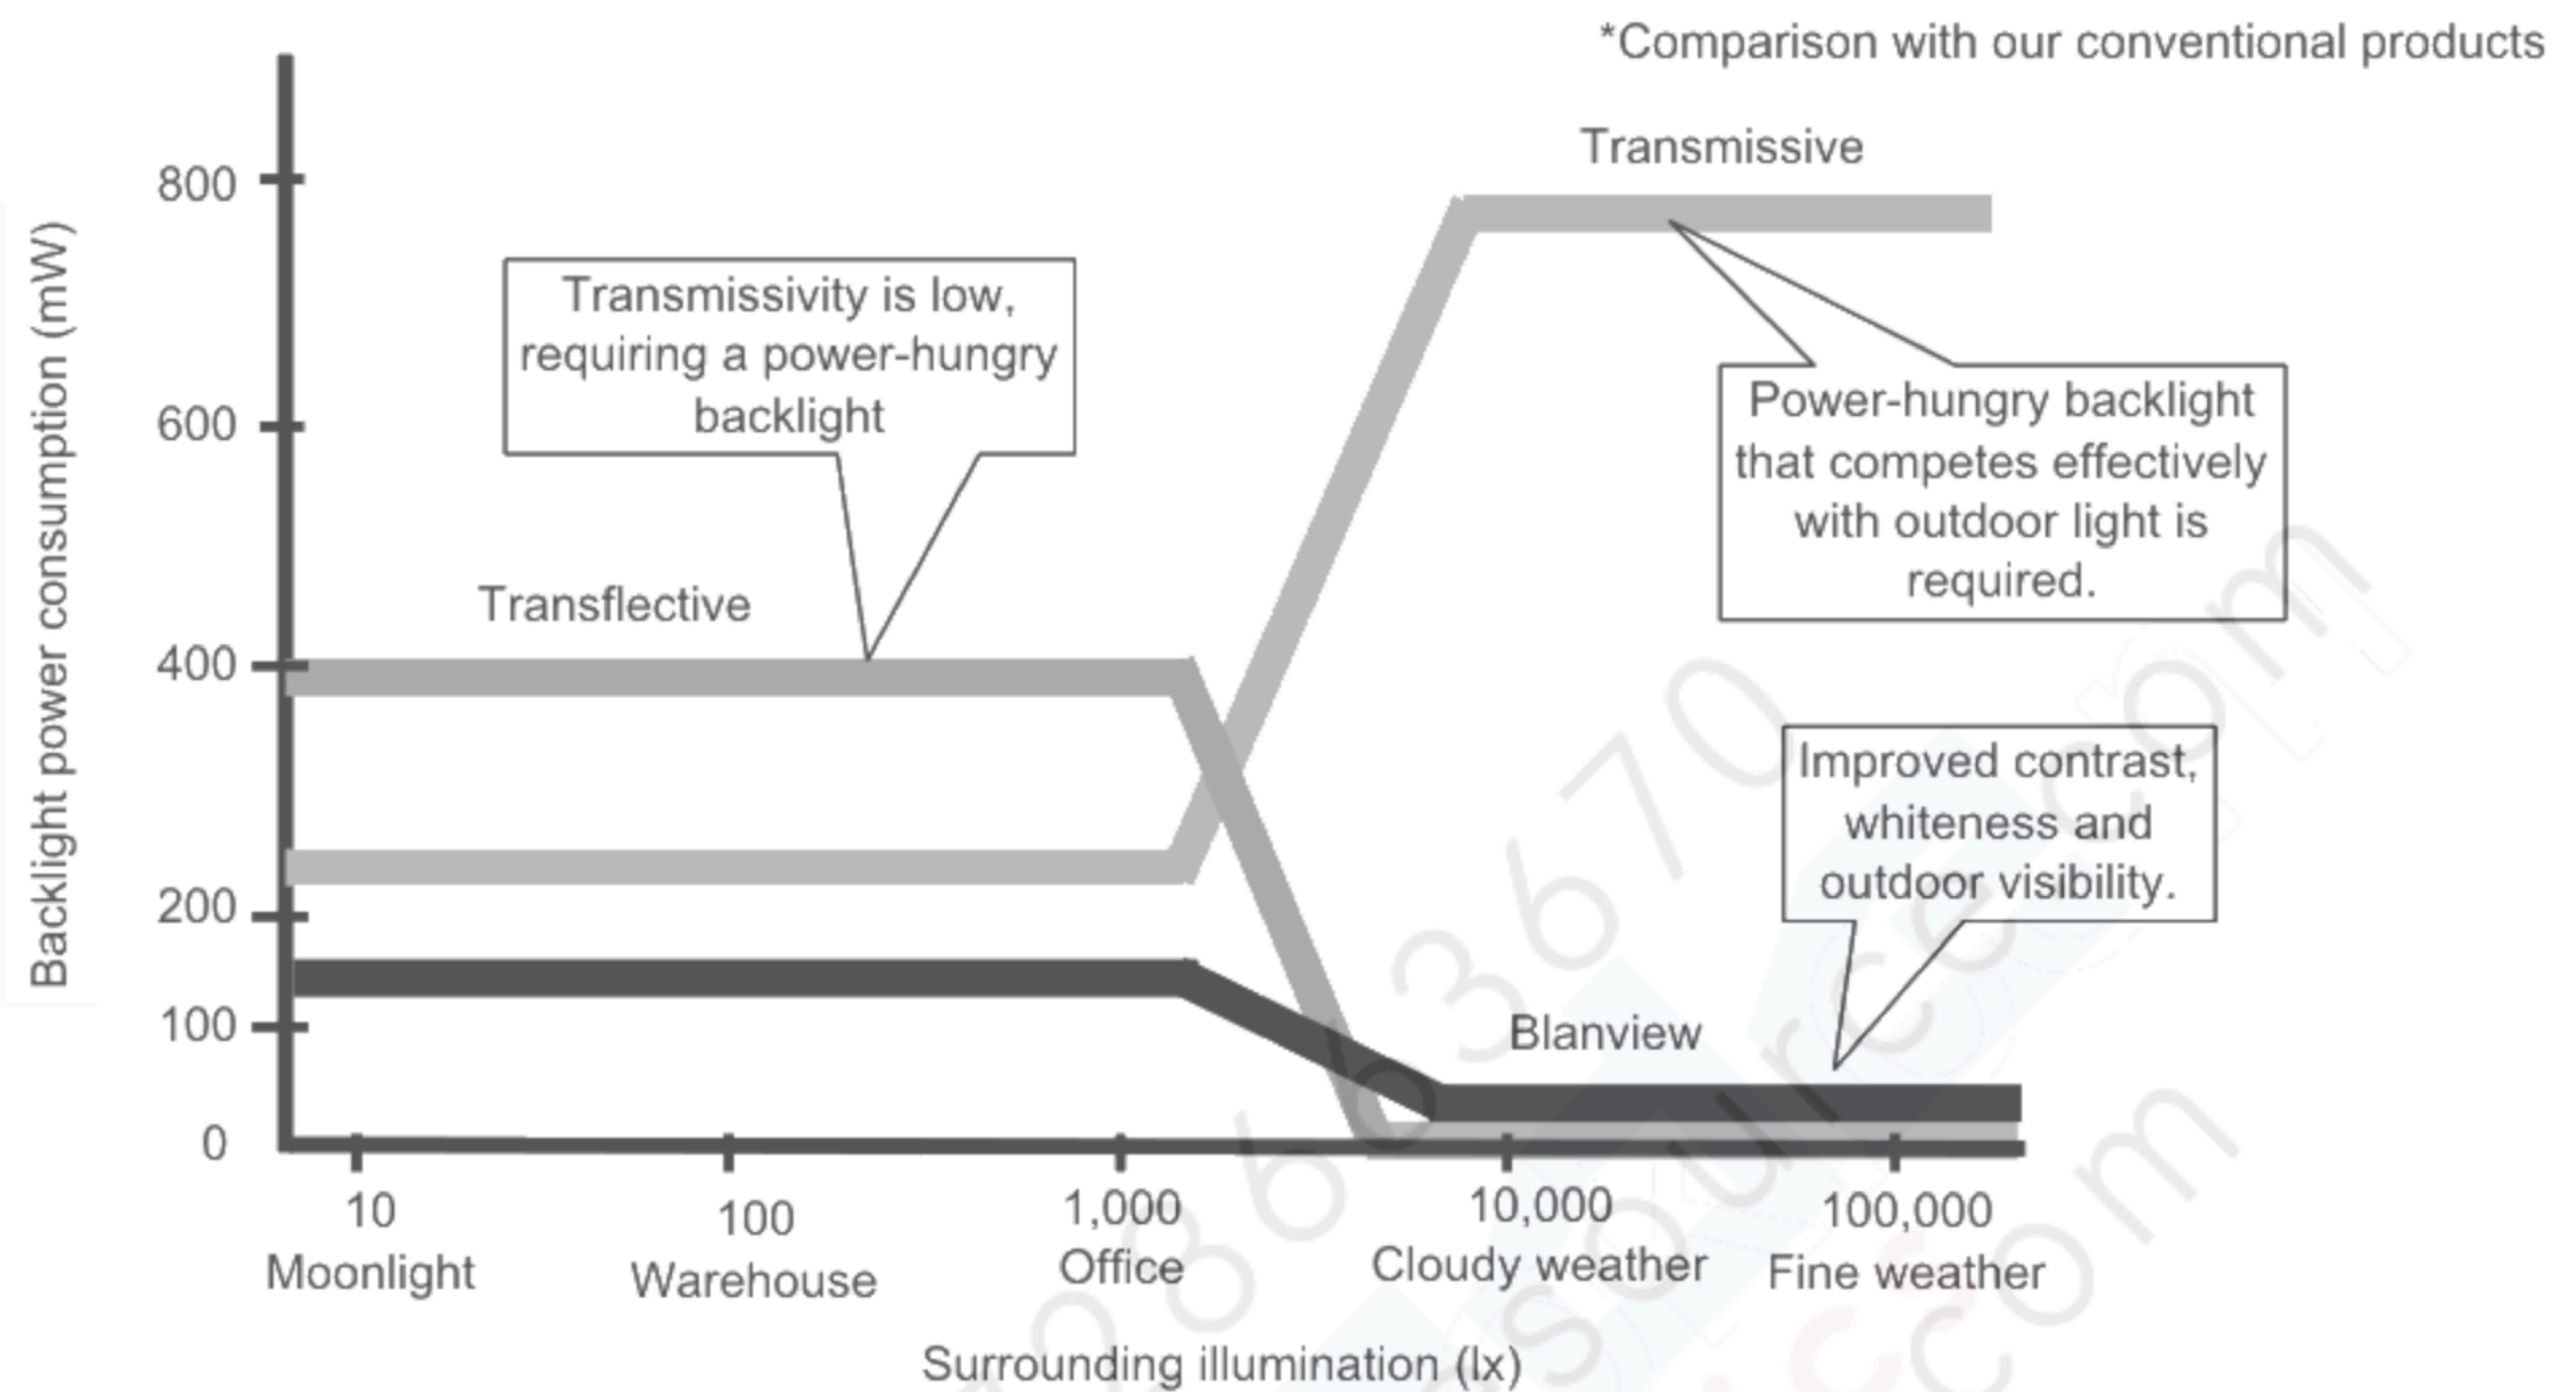 *Comparison with our conventional products
Transmissive
800
Transmissivity is low,
requiring a power-hungry
backlight
Power-hungry backlight
that competes effectively
with outdoor light is
required.
600
Transflective
400
Improved contrast,
whiteness and
outdoor visibility.
200
100
Blanview
0
Backlight power consumption (mW)
10
100
1,000
10,000
100,000
Moonlight
Warehouse
Office
Cloudy weather
Fine weather
Surrounding illumination (lx)